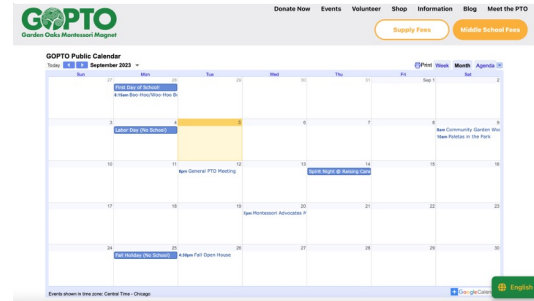 Donate Now Events Volunteer Shop Information Blog Meet the PTO
GOPTO
Garden Oaks Montessori Magnet
Supply Fees
Middle School Fees
GOPTO Public Calendar
Today September 2023
Print Week Month Agenda
Sun Mon Tue Wed Thu Fri Sat
27 28 29 30 31 Sep 1 2
First Day of School!
8:15am Boo-Hoo/Woo-Hoo
3 4 5 6 7 8 9
Labor Day (No School)
8am Community Garden
10am Paletas in the Park
10 11 12 13 14 15 16
6pm General PTO Meeting
Spirit Night @ Raising Cane
17 18 19 20 21 22 23
Montessori Advocates
24 25 26 27 28 29 30
Fall Holiday (No School)
4:30pm Fall Open House
Events shown in time zone: Central Time - Chicago
English